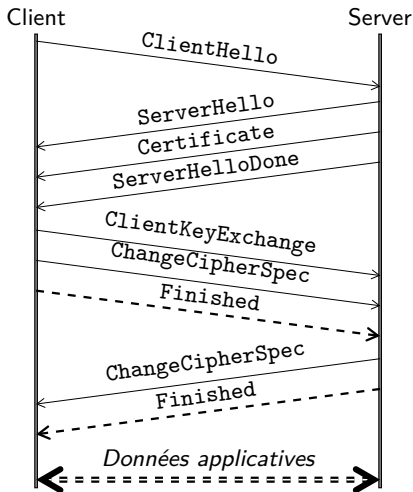 Client Server
ClientHello
ServerHello
Certificate
ServerHelloDone
ClientKeyExchange
ChangeCipherSpec
Finished
ChangeCipherSpec
Finished
Données applicatives